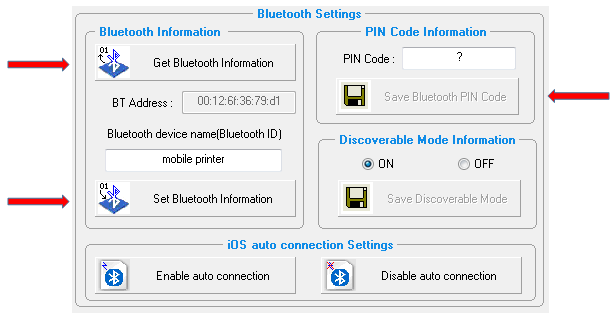 Bluetooth Settings
Bluetooth Information
01
Get Bluetooth Information
BT Address :
00:12:6f:36:79:d1
Bluetooth device name(Bluetooth ID)
mobile printer
01
Set Bluetooth Information
PIN Code Information
PIN Code :
?
Save Bluetooth PIN Code
Discoverable Mode Information
ON
OFF
Save Discoverable Mode
iOS auto connection Settings
Enable auto connection
Disable auto connection